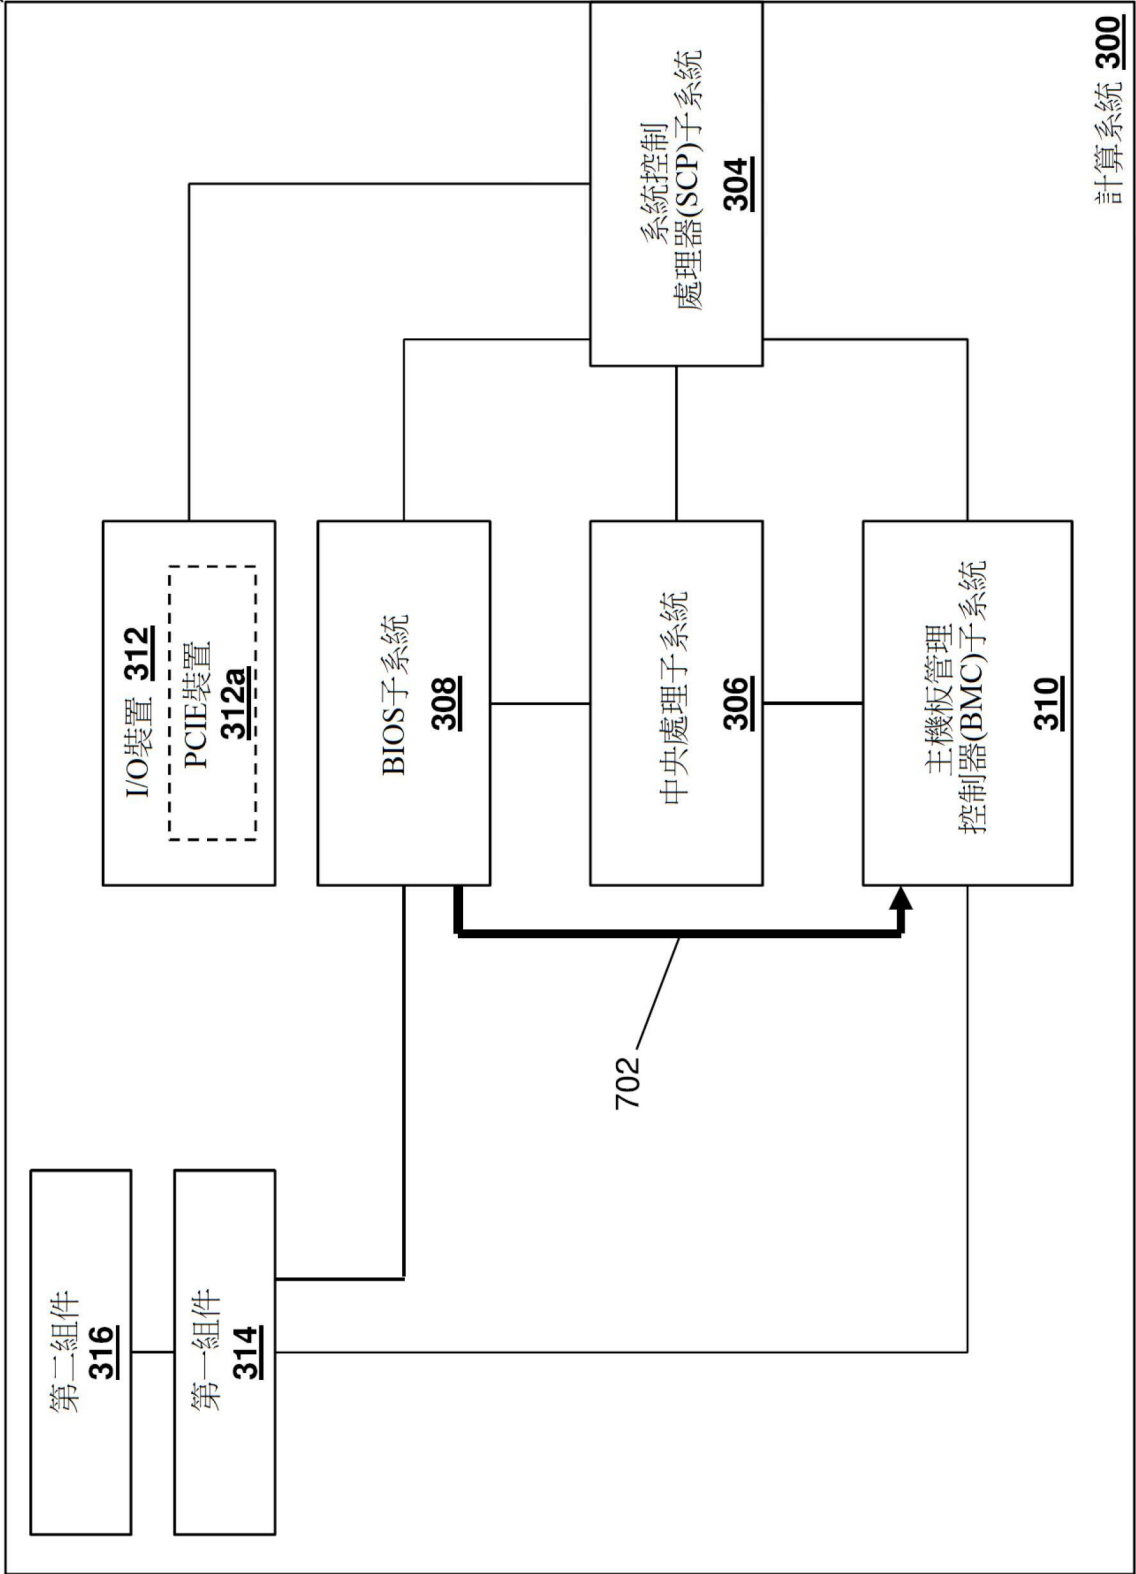 計算系統 300
系統控制
處理器(SCP)子系統
304
I/O裝置 312
PCIE裝置
312a
BIOS子系統
308
中央處理子系統
306
主機板管理
控制器(BMC)子系統
310
702
第二組件
316
第一組件
314